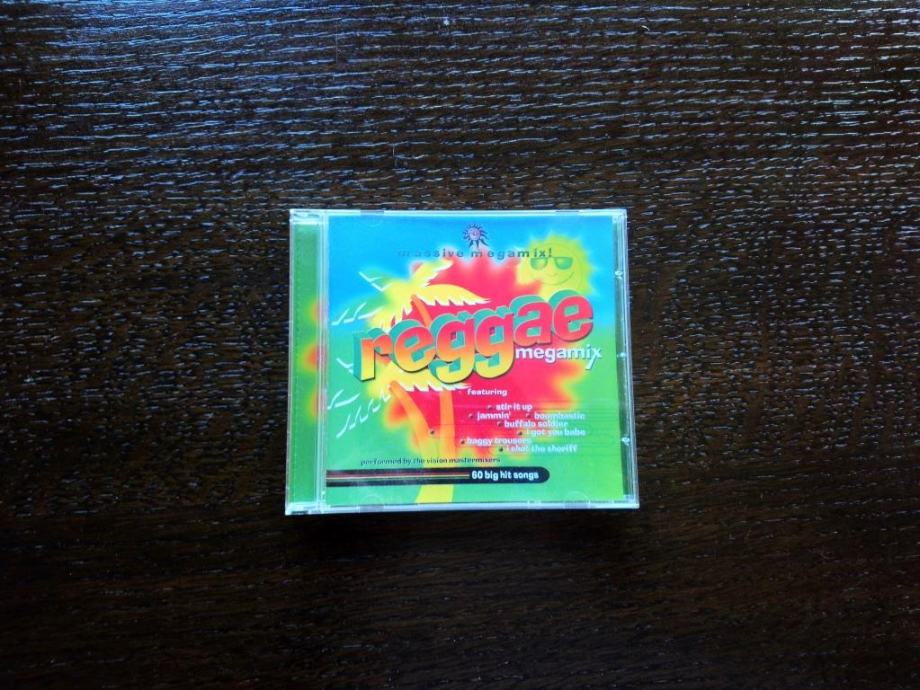 massive megamix!
reggae
megamix
featuring
stir it up
jammin' boombastic
buffalo soldier
i got you babe
baggy trousers
i shot the sheriff
performed by the vision mastermixers
60 big hit songs